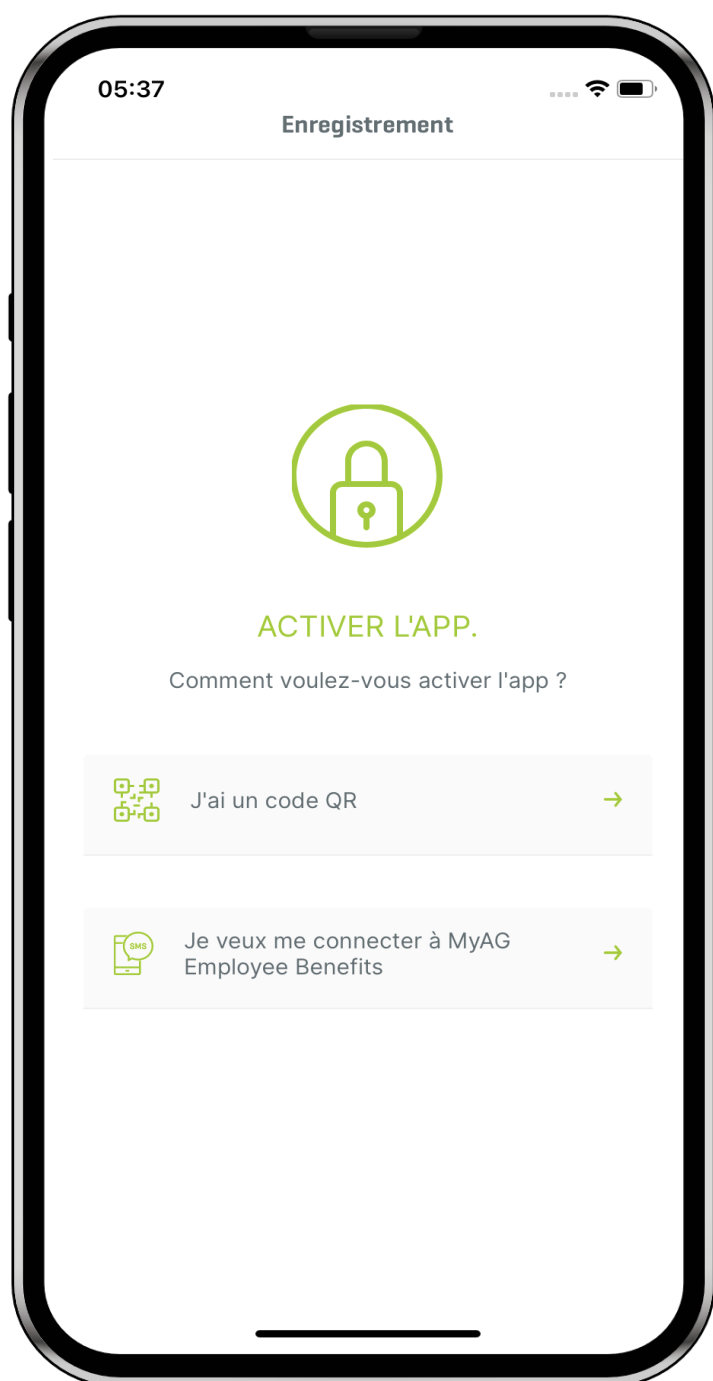 05:37
Enregistrement
ACTIVER L'APP.
Comment voulez-vous activer l'app ?
J'ai un code QR
SMS
Je veux me connecter à MyAG
Employee Benefits